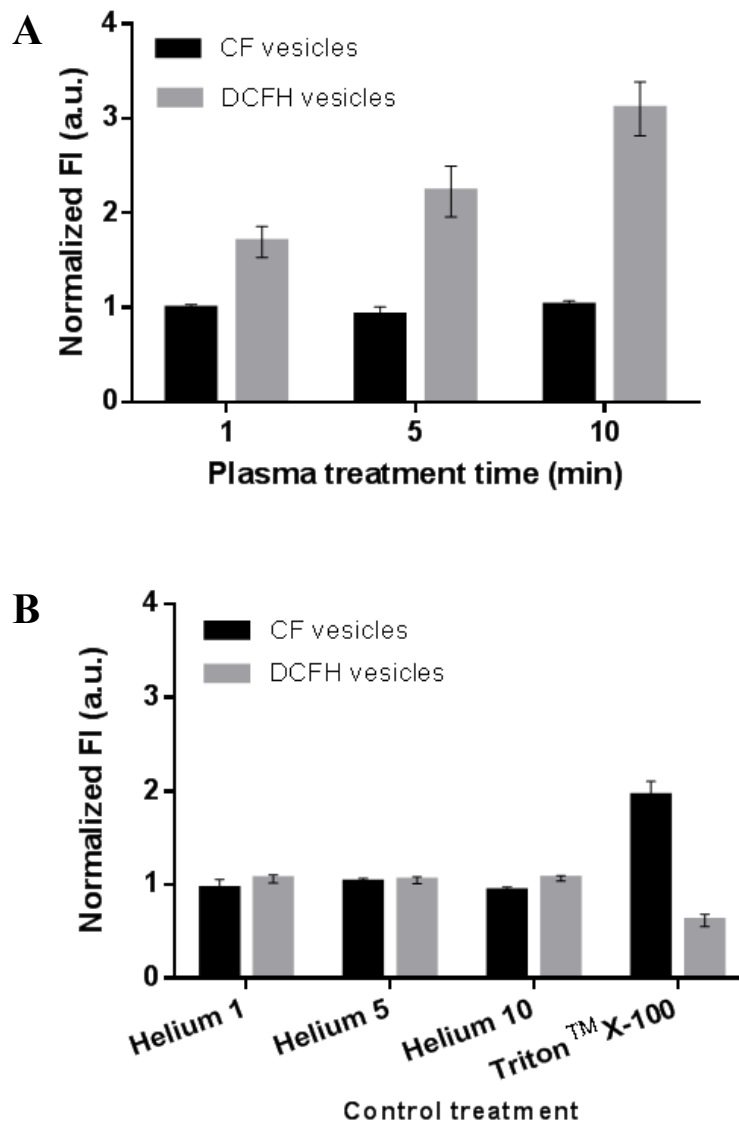 A
4
3
2
1
0
Normalized FI (a.u.)
CF vesicles
DCFH vesicles
1 5 10
Plasma treatment time (min)
B
4
3
2
1
0
Normalized FI (a.u.)
CF vesicles
DCFH vesicles
Helium 1 Helium 5 Helium 10 Triton™ X-100
Control treatment